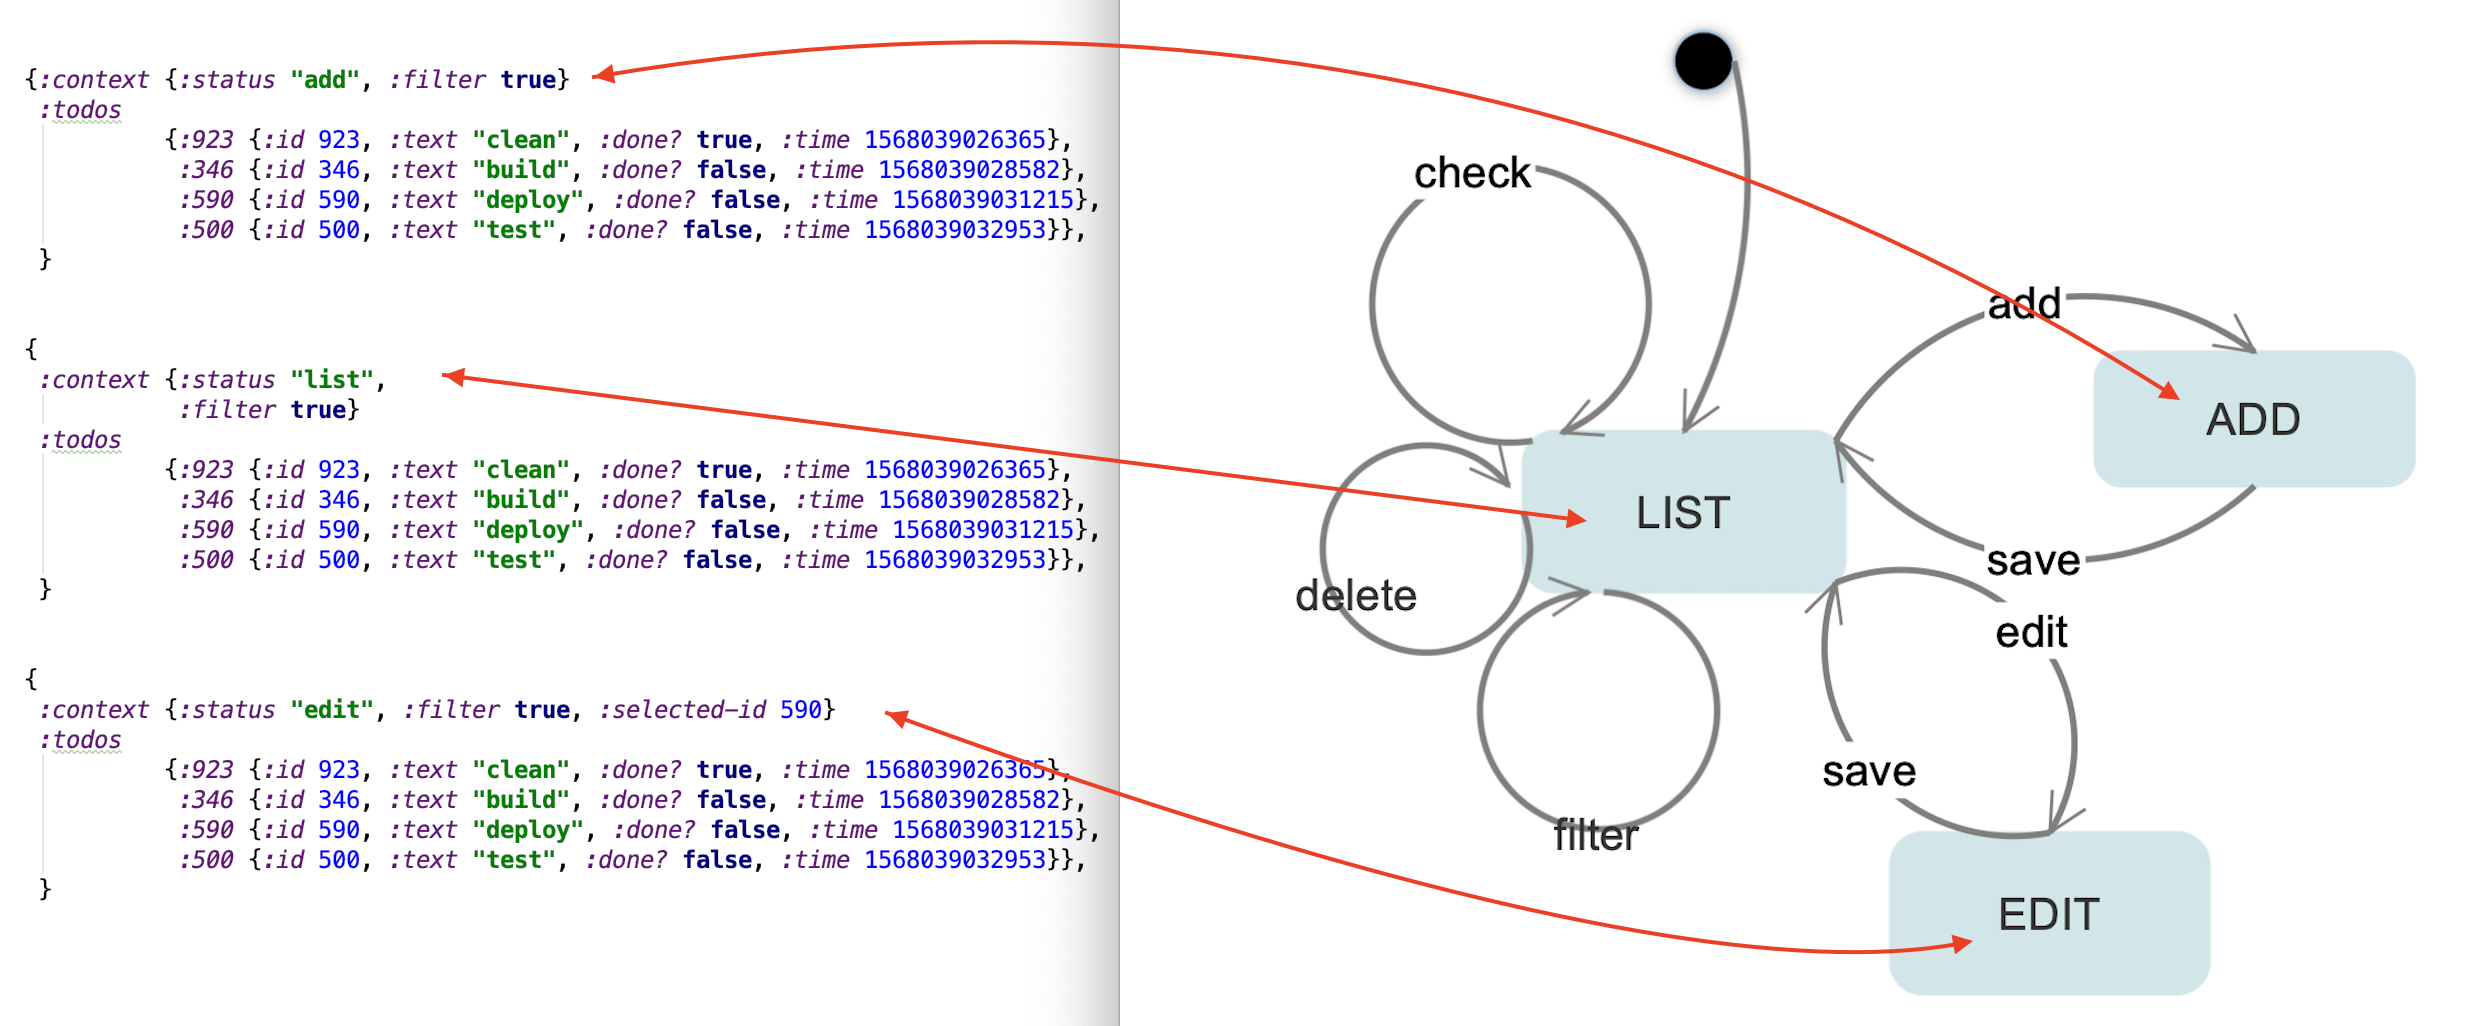 {:context {:status "add", :filter true}
:todos
{:923 {:id 923, :text "clean", :done? true, :time 1568039026365},
:346 {:id 346, :text "build", :done? false, :time 1568039028582},
:590 {:id 590, :text "deploy", :done? false, :time 1568039031215},
:500 {:id 500, :text "test", :done? false, :time 1568039032953}},
}
{
:context {:status "list",
:filter true}
:todos
{:923 {:id 923, :text "clean", :done? true, :time 1568039026365},
:346 {:id 346, :text "build", :done? false, :time 1568039028582},
:590 {:id 590, :text "deploy", :done? false, :time 1568039031215},
:500 {:id 500, :text "test", :done? false, :time 1568039032953}},
}
{
:context {:status "edit", :filter true, :selected-id 590}
:todos
{:923 {:id 923, :text "clean", :done? true, :time 1568039026365},
:346 {:id 346, :text "build", :done? false, :time 1568039028582},
:590 {:id 590, :text "deploy", :done? false, :time 1568039031215},
:500 {:id 500, :text "test", :done? false, :time 1568039032953}},
}
check
add
ADD
LIST
save
delete
edit
save
filter
EDIT